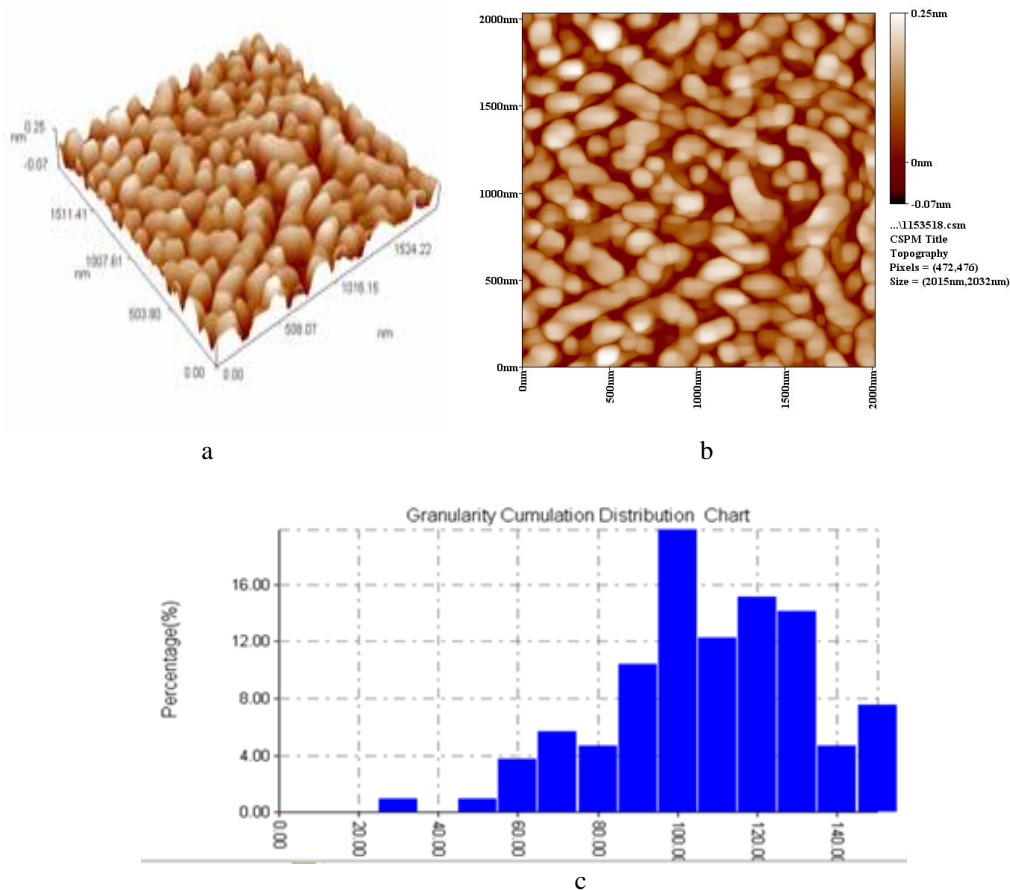 0.25
nm
-0.07
1511.41
1007.61
nm
503.80
0.00
0.00
508.07
1016.15
1524.22
nm
a
2000nm
1500nm
1000nm
500nm
0nm
0nm
500nm
1000nm
1500nm
2000nm
0.25nm
0nm
-0.07nm
...\1153518.csm
CSPM Title
Topography
Pixels = (472,476)
Size = (2015nm,2032nm)
b
Granularity Cumulation Distribution Chart
Percentage(%)
16.00
12.00
8.00
4.00
0.00
0.00
20.00
40.00
60.00
80.00
100.00
120.00
140.00
c